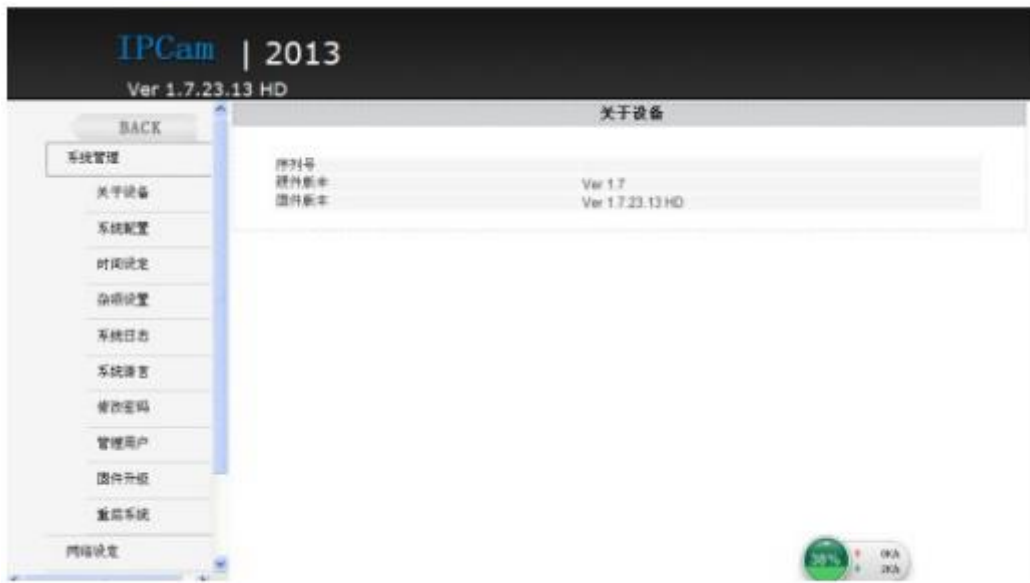 IPCam | 2013
Ver 1.7.23.13 HD
BACK
系统管理
关于设备
系统配置
时间设定
杂项设置
系统日志
系统语言
修改密码
管理用户
固件升级
重启系统
网络设定
关于设备
序列号
硬件版本 Ver 1.7
固件版本 Ver 1.7.23.13 HD
38%
0K/s
2K/s